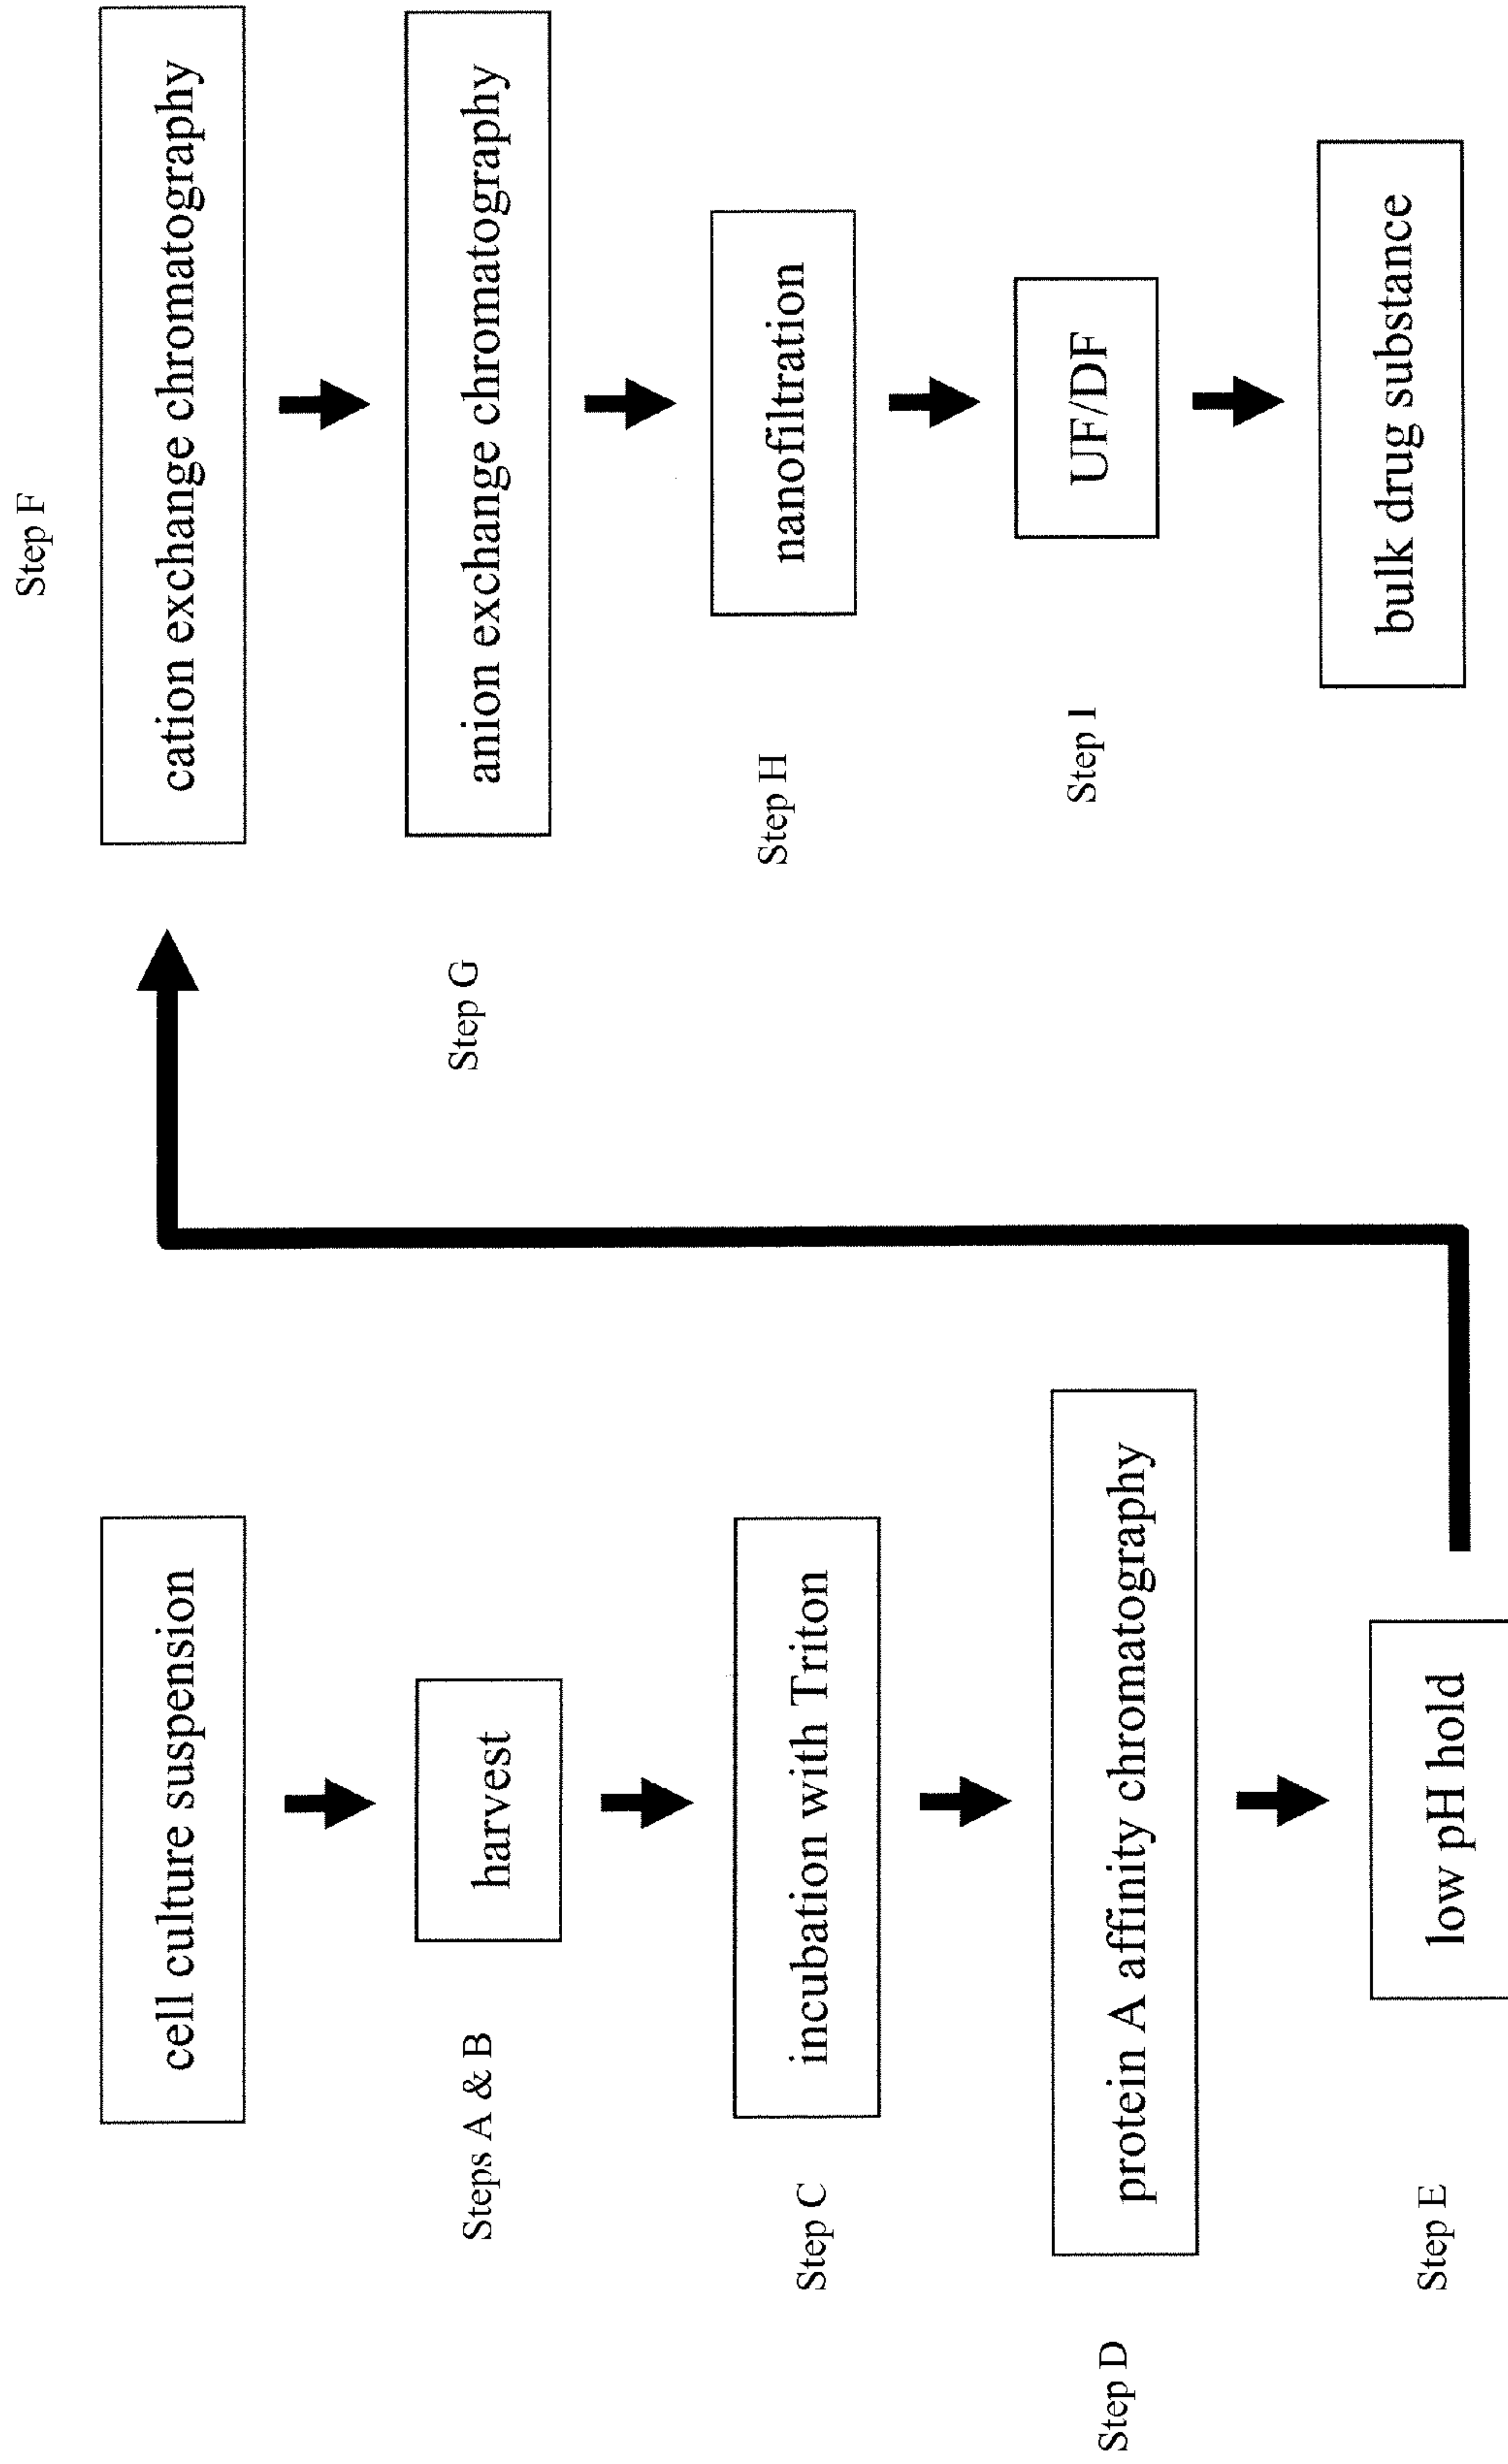 cell culture suspension
Steps A & B
harvest
Step C
incubation with Triton
Step D
protein A affinity chromatography
Step E
low pH hold
Step F
cation exchange chromatography
Step G
anion exchange chromatography
Step H
nanofiltration
Step I
UF/DF
bulk drug substance